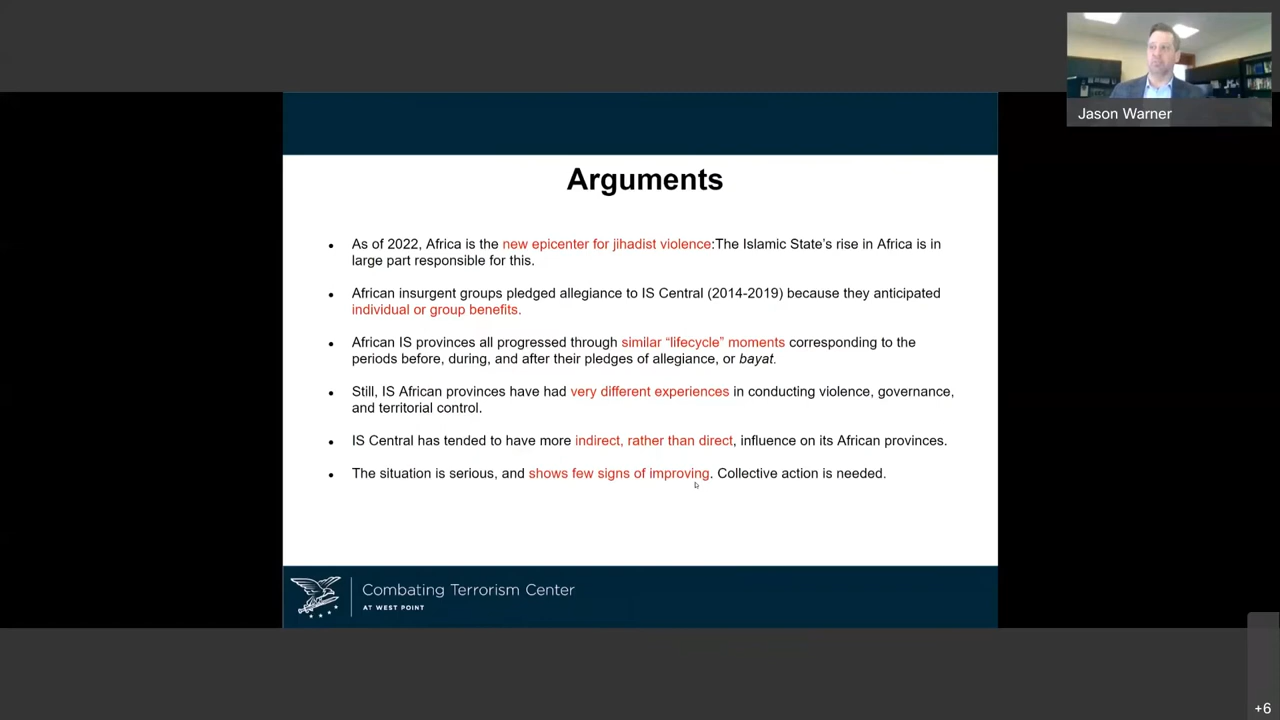 Jason Warner
Arguments
• As of 2022, Africa is the new epicenter for jihadist violence:The Islamic State’s rise in Africa is in
large part responsible for this.
• African insurgent groups pledged allegiance to IS Central (2014-2019) because they anticipated
individual or group benefits.
• African IS provinces all progressed through similar “lifecycle” moments corresponding to the
periods before, during, and after their pledges of allegiance, or bayat.
• Still, IS African provinces have had very different experiences in conducting violence, governance,
and territorial control.
• IS Central has tended to have more indirect, rather than direct, influence on its African provinces.
• The situation is serious, and shows few signs of improving. Collective action is needed.
Combating Terrorism Center
AT WEST POINT
+6